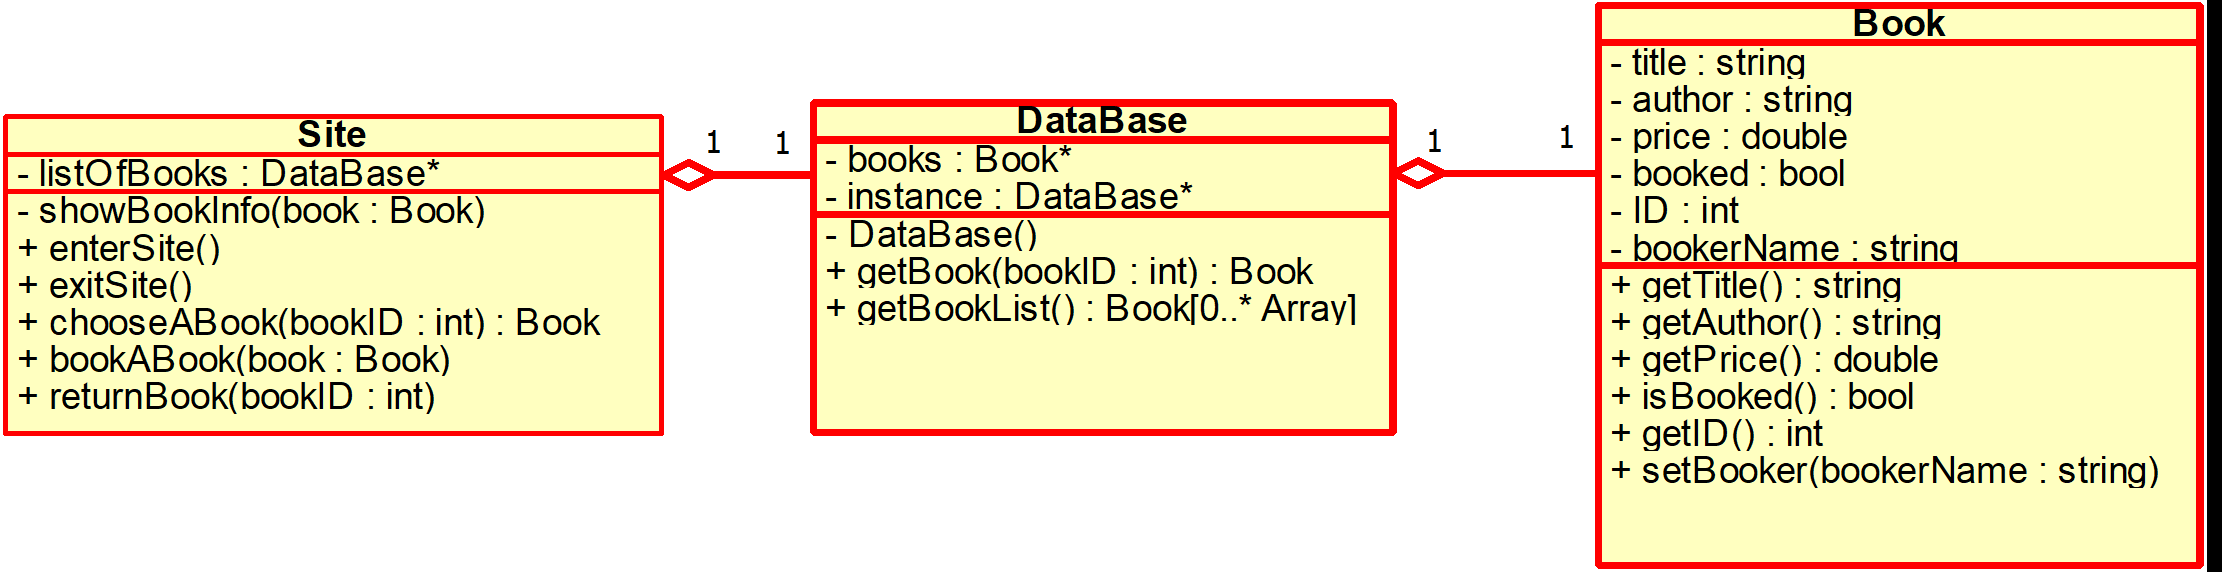 Site
- listOfBooks : DataBase*
- showBookInfo(book : Book)
+ enterSite()
+ exitSite()
+ chooseABook(bookID : int) : Book
+ bookABook(book : Book)
+ returnBook(bookID : int)
1
1
DataBase
- books : Book*
- instance : DataBase*
- DataBase()
+ getBook(bookID : int) : Book
+ getBookList() : Book[0..* Array]
1
1
Book
- title : string
- author : string
- price : double
- booked : bool
- ID : int
- bookerName : string
+ getTitle() : string
+ getAuthor() : string
+ getPrice() : double
+ isBooked() : bool
+ getID() : int
+ setBooker(bookerName : string)